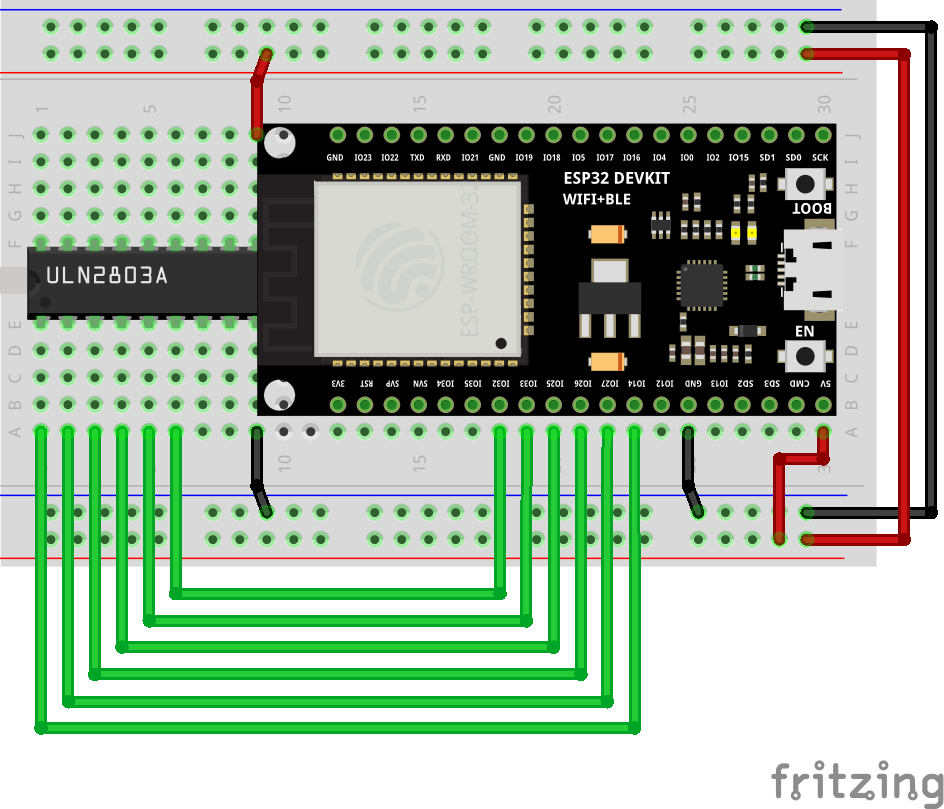 1
5
10
15
20
25
30
J
J
GND IO23 IO22 TXD RXD IO21 GND IO19 IO18 IO5 IO17 IO16 IO4 IO0 IO2 IO15 SD1 SD0 SCK
I
I
H
H
G
G
F
F
ESP32 DEVKIT
WIFI+BLE
BOOT
ULN2803A
ESP-WROOM-32
E
E
EN
D
D
C
C
3V3 RST SVP SVN IO34 IO35 IO32 IO33 IO25 IO26 IO27 IO14 IO12 GND IO13 SD2 SD3 CMD 5V
B
B
A
A
10
15
25
fritzing